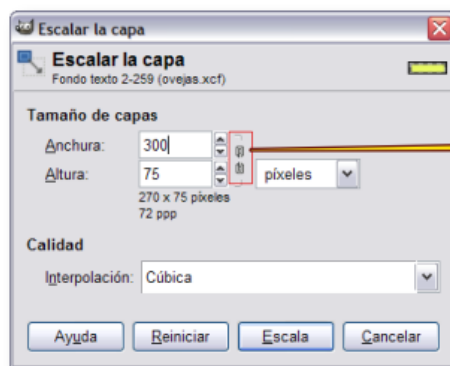 Escalar la capa
Escalar la capa
Fondo texto 2-259 (ovejas.xcf)
Tamaño de capas
Anchura: 300
Altura: 75 píxeles
270 x 75 píxeles
72 ppp
Calidad
Interpolación: Cúbica
Ayuda Reiniciar Escala Cancelar